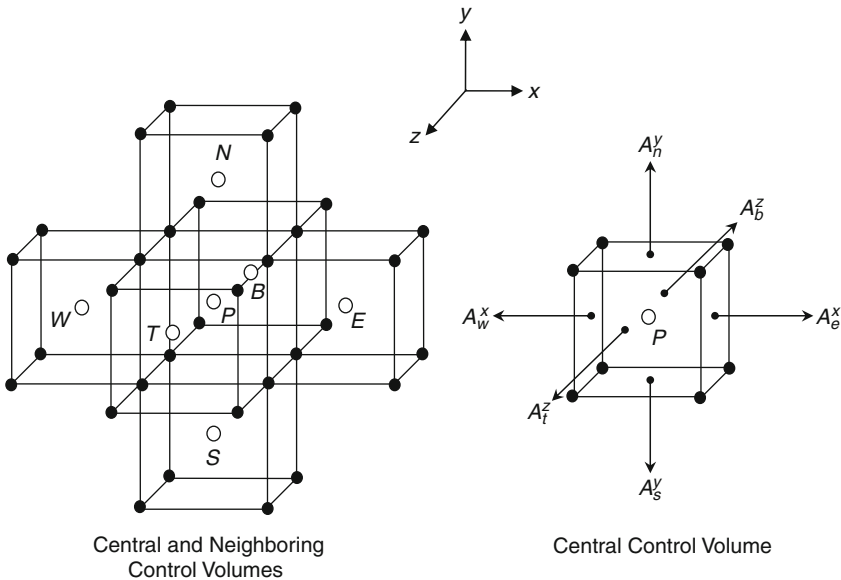 y
x
z
N
W
T
P
B
E
S
A_n^y
A_b^z
A_w^x
P
A_e^x
A_t^z
A_s^y
Central and Neighboring
Control Volumes
Central Control Volume